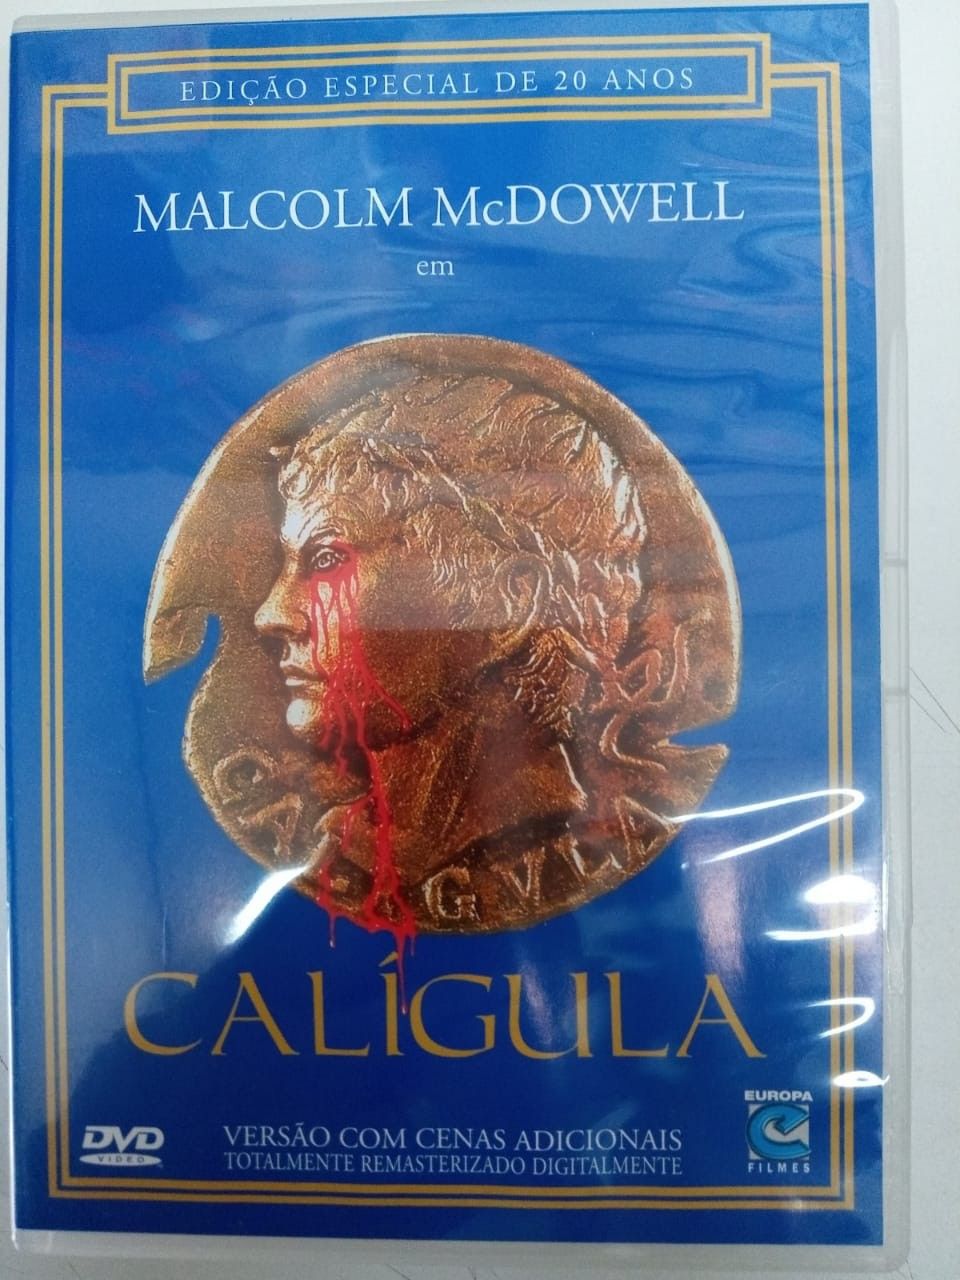 EDIÇÃO ESPECIAL DE 20 ANOS
MALCOLM McDOWELL
em
GVLA
CALÍGULA
DVD
VIDEO
VERSÃO COM CENAS ADICIONAIS
TOTALMENTE REMASTERIZADO DIGITALMENTE
EUROPA
FILMES